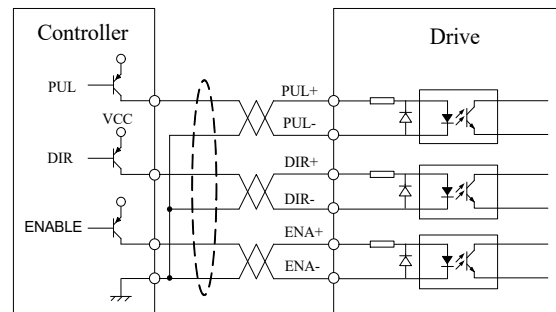 Controller
Drive
PUL
PUL+
PUL-
VCC
DIR
DIR+
DIR-
ENABLE
ENA+
ENA-